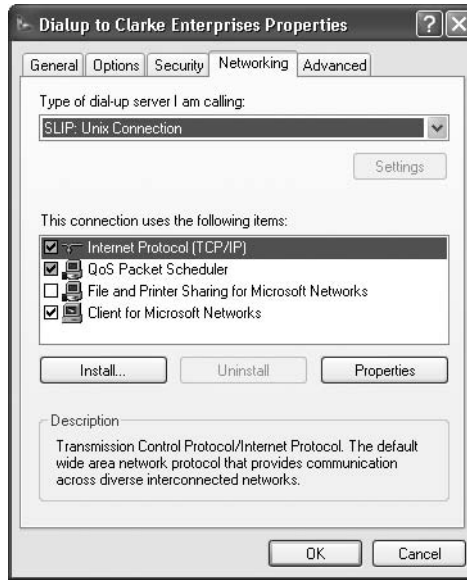 Dialup to Clarke Enterprises Properties
General Options Security Networking Advanced
Type of dial-up server I am calling:
SLIP: Unix Connection
Settings
This connection uses the following items:
Internet Protocol (TCP/IP)
QoS Packet Scheduler
File and Printer Sharing for Microsoft Networks
Client for Microsoft Networks
Install... Uninstall Properties
Description
Transmission Control Protocol/Internet Protocol. The default
wide area network protocol that provides communication
across diverse interconnected networks.
OK Cancel